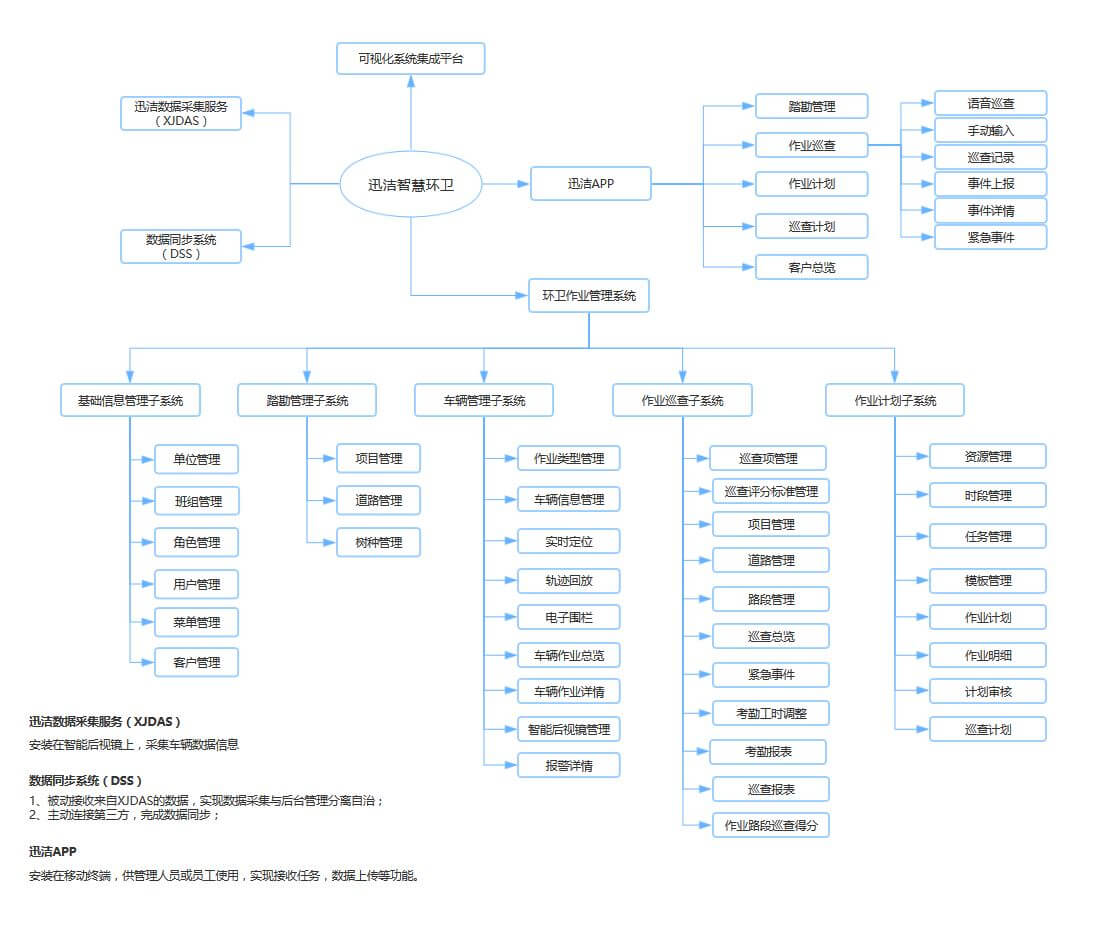 可视化系统集成平台
迅洁数据采集服务
（XJDAS）
迅洁智慧环卫
数据同步系统
（DSS）
迅洁APP
踏勘管理
作业巡查
作业计划
巡查计划
客户总览
语音巡查
手动输入
巡查记录
事件上报
事件详情
紧急事件
环卫作业管理系统
基础信息管理子系统
踏勘管理子系统
车辆管理子系统
作业巡查子系统
作业计划子系统
单位管理
班组管理
角色管理
用户管理
菜单管理
客户管理
项目管理
道路管理
树种管理
作业类型管理
车辆信息管理
实时定位
轨迹回放
电子围栏
车辆作业总览
车辆作业详情
智能后视镜管理
报警详情
巡查项管理
巡查评分标准管理
项目管理
道路管理
路段管理
巡查总览
紧急事件
考勤工时调整
考勤报表
巡查报表
作业路段巡查得分
资源管理
时段管理
任务管理
模板管理
作业计划
作业明细
计划审核
巡查计划
迅洁数据采集服务（XJDAS）
安装在智能后视镜上，采集车辆数据信息
数据同步系统（DSS）
1、被动接收来自XJDAS的数据，实现数据采集与后台管理分离自治；
2、主动连接第三方，完成数据同步；
迅洁APP
安装在移动终端，供管理人员或员工使用，实现接收任务，数据上传等功能。